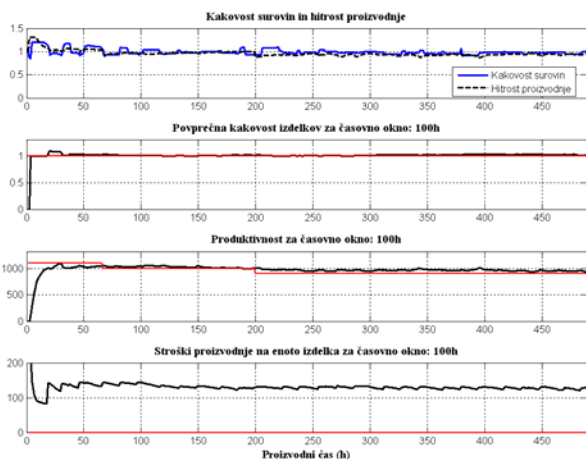 Kakovost surovin in hitrost proizvodnje
1.5
1
0.5
0
0 50 100 150 200 250 300 350 400 450
Kakovost surovin
Hitrost proizvodnje
Povprečna kakovost izdelkov za časovno okno: 100h
1
0.5
0
0 50 100 150 200 250 300 350 400 450
Produktivnost za časovno okno: 100h
1000
500
0
0 50 100 150 200 250 300 350 400 450
Stroški proizvodnje na enoto izdelka za časovno okno: 100h
200
100
0
0 50 100 150 200 250 300 350 400 450
Proizvodni čas (h)